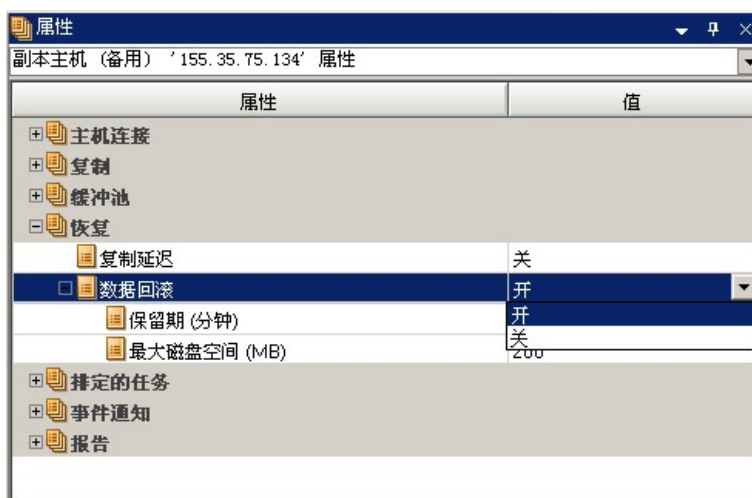 属性
副本主机 (备用) '155.35.75.134' 属性
属性 值
主机连接
复制
缓冲池
恢复
复制延迟 关
数据回滚 开
保留期 (分钟) 开
关
最大磁盘空间 (MB) 200
排定的任务
事件通知
报告